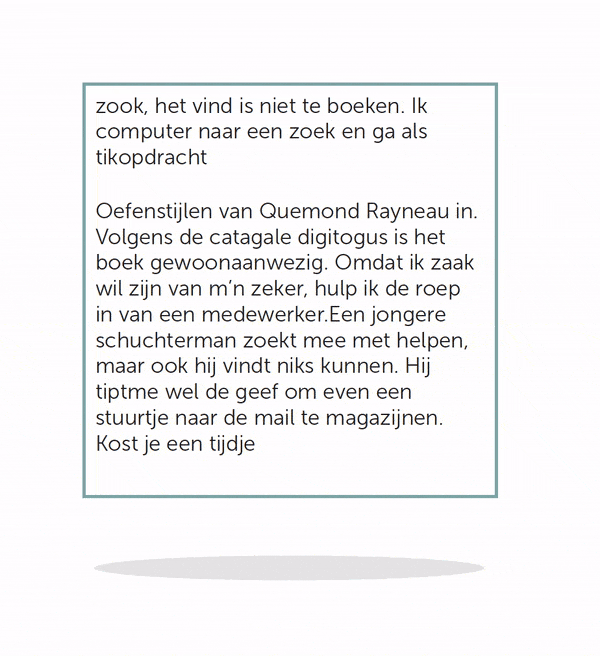 zook, het vind is niet te boeken. Ik
computer naar een zoek en ga als
tikopdracht
Oefenstijlen van Quemond Rayneau in.
Volgens de catagale digitogus is het
boek gewoonaanwezig. Omdat ik zaak
wil zijn van m’n zeker, hulp ik de roep
in van een medewerker.Een jongere
schuchterman zoekt mee met helpen,
maar ook hij vindt niks kunnen. Hij
tiptme wel de geef om even een
stuurtje naar de mail te magazijnen.
Kost je een tijdje